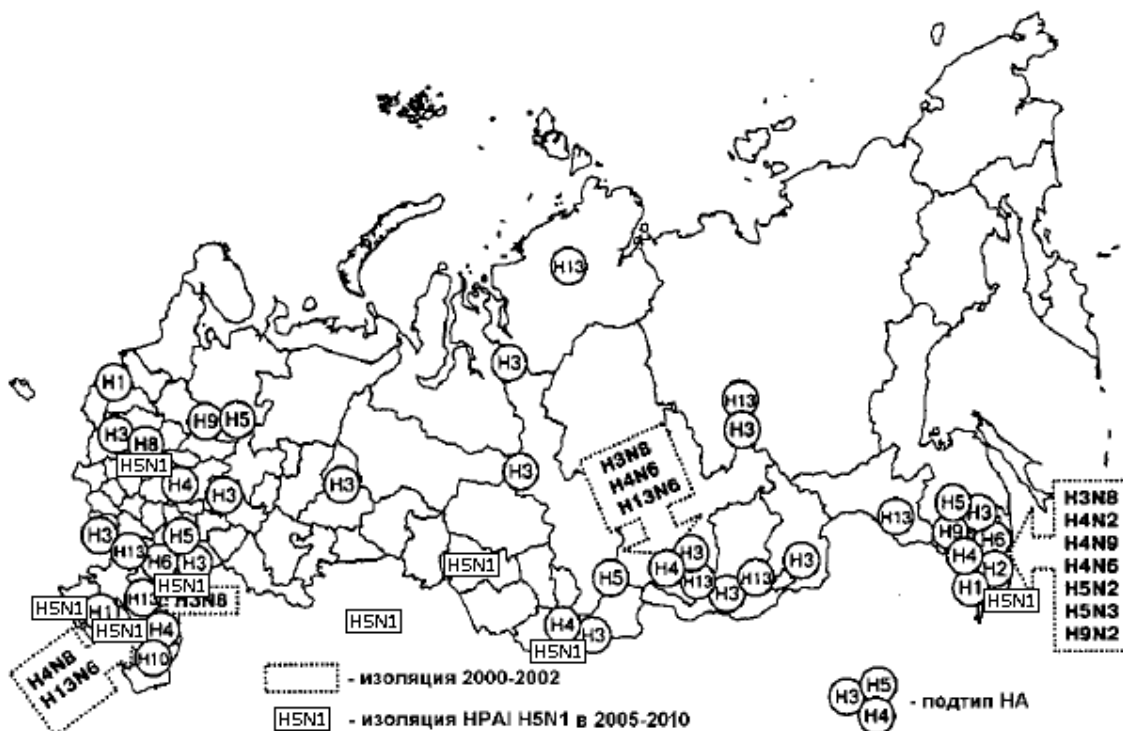 H13
H3
H1
H13
H3
H9
H5
H3
H8
H5N1
H4
H3
H3
H3
H3N8
H4N6
H13N6
H5
H3
H13
H9
H6
H4
H2
H1
H5N1
H3N8
H4N2
H4N9
H4N6
H5N2
H5N3
H9N2
H3
H5
H13
H6
H3
H5N1
H3N8
H5N1
H1
H13
H5N1
H4
H10
H4N8
H13N6
H5N1
H5N1
H3
H4
H13
H5
H3
H13
H3
H4
H3
H5N1
- изоляция 2000-2002
H5N1 - изоляция HPAI H5N1 в 2005-2010
H3 H5 H4 - подтип НА